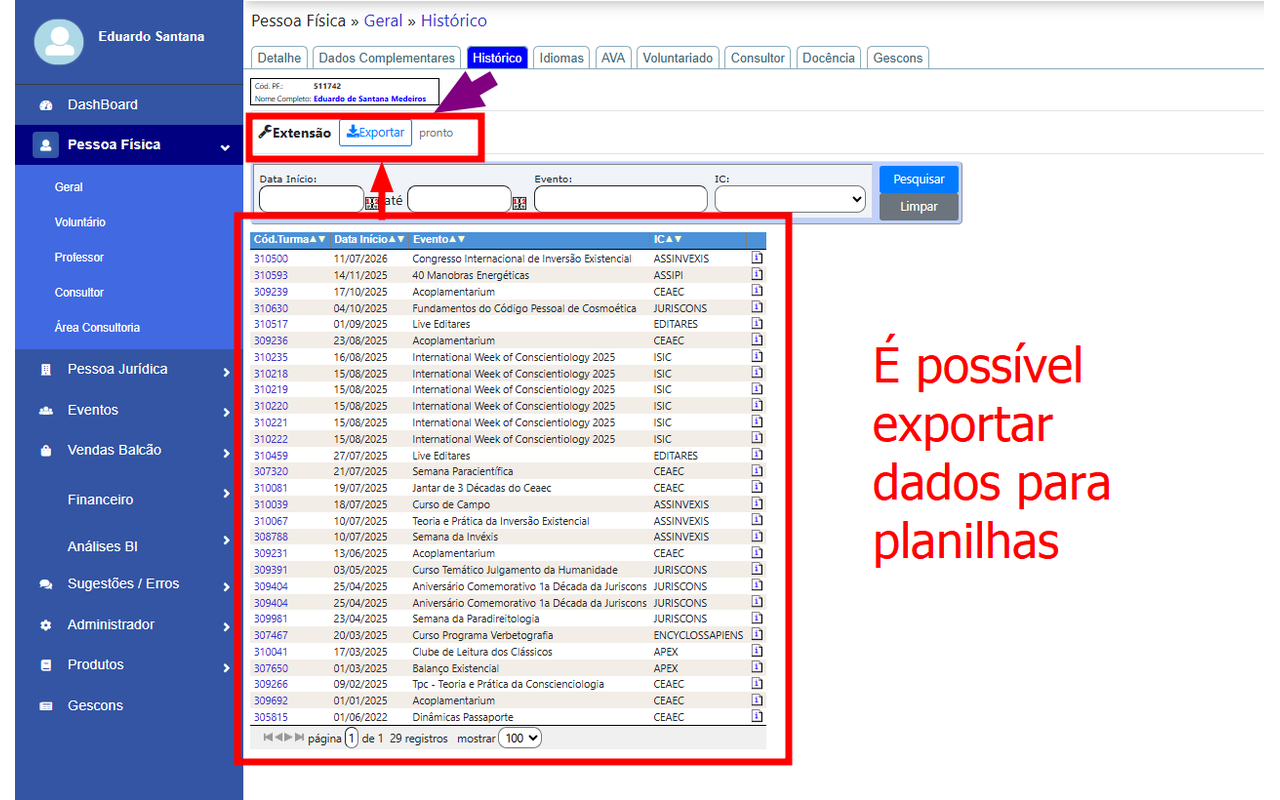 Eduardo Santana
DashBoard
Pessoa Física
Geral
Voluntário
Professor
Consultor
Área Consultoria
Pessoa Jurídica
Eventos
Vendas Balcão
Financeiro
Análises BI
Sugestões / Erros
Administrador
Produtos
Gescons
Pessoa Física » Geral » Histórico
Detalhe Dados Complementares Histórico Idiomas AVA Voluntariado Consultor Docência Gescons
Cód. PF.: 511742
Nome Completo: Eduardo de Santana Medeiros
Extensão Exportar pronto
Data Início: Evento: IC:
até
Pesquisar
Limpar
Cód.Turma▲▼ Data Início▲▼ Evento▲▼ IC▲▼
310500 11/07/2026 Congresso Internacional de Inversão Existencial ASSINVEXIS
310593 14/11/2025 40 Manobras Energéticas ASSIPI
309239 17/10/2025 Acoplamentarium CEAEC
310630 04/10/2025 Fundamentos do Código Pessoal de Cosmoética JURISCONS
310517 01/09/2025 Live Editares EDITARES
309236 23/08/2025 Acoplamentarium CEAEC
310235 16/08/2025 International Week of Conscientiology 2025 ISIC
310218 15/08/2025 International Week of Conscientiology 2025 ISIC
310219 15/08/2025 International Week of Conscientiology 2025 ISIC
310220 15/08/2025 International Week of Conscientiology 2025 ISIC
310221 15/08/2025 International Week of Conscientiology 2025 ISIC
310222 15/08/2025 International Week of Conscientiology 2025 ISIC
310459 27/07/2025 Live Editares EDITARES
307320 21/07/2025 Semana Paracientífica CEAEC
310081 19/07/2025 Jantar de 3 Décadas do Ceaec CEAEC
310039 18/07/2025 Curso de Campo ASSINVEXIS
310067 10/07/2025 Teoria e Prática da Inversão Existencial ASSINVEXIS
308788 10/07/2025 Semana da Invéxis ASSINVEXIS
309231 13/06/2025 Acoplamentarium CEAEC
309391 03/05/2025 Curso Temático Julgamento da Humanidade JURISCONS
309404 25/04/2025 Aniversário Comemorativo 1a Década da Juriscons JURISCONS
309404 25/04/2025 Aniversário Comemorativo 1a Década da Juriscons JURISCONS
309981 23/04/2025 Semana da Paradireitologia JURISCONS
307467 20/03/2025 Curso Programa Verbetografia ENCYCLOSSAPIENS
310041 17/03/2025 Clube de Leitura dos Clássicos APEX
307650 01/03/2025 Balanço Existencial APEX
309266 09/02/2025 Tpc - Teoria e Prática da Conscienciologia CEAEC
309692 01/01/2025 Acoplamentarium CEAEC
305815 01/06/2022 Dinâmicas Passaporte CEAEC
página 1 de 1 29 registros mostrar 100
É possível
exportar
dados para
planilhas